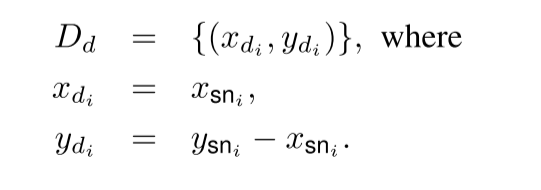 D_d = {(x_{d_i}, y_{d_i})}, where
x_{d_i} = x_{sn_i},
y_{d_i} = y_{sn_i} − x_{sn_i}.